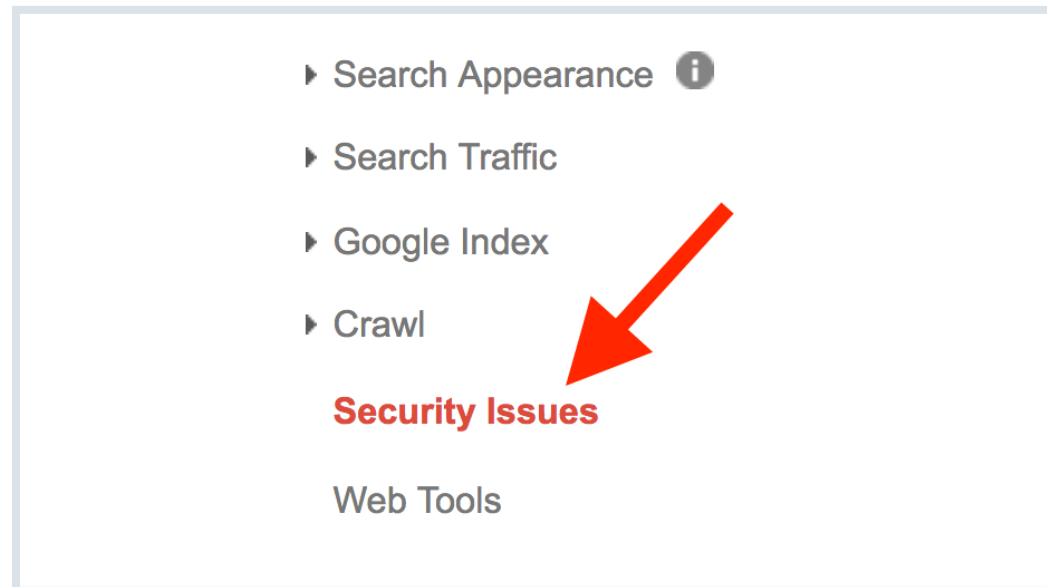 Search Appearance
Search Traffic
Google Index
Crawl
Security Issues
Web Tools